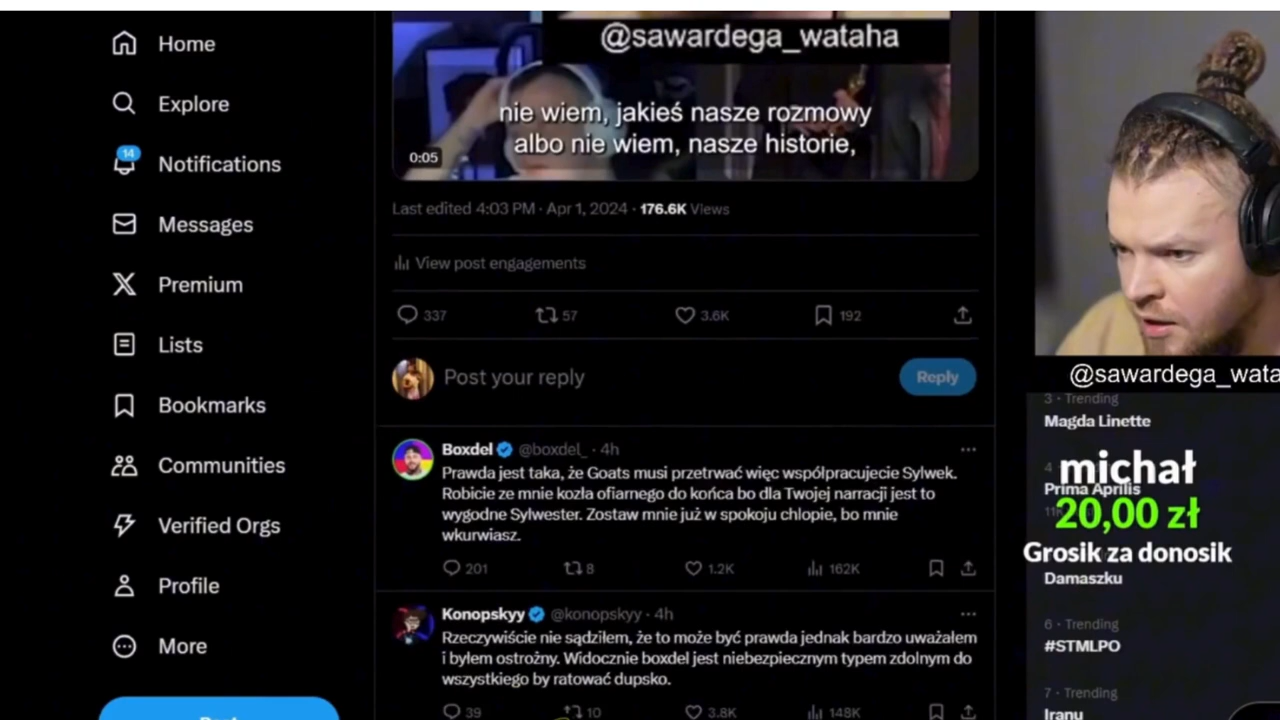 Home
Explore
14
Notifications
Messages
Premium
Lists
Bookmarks
Communities
Verified Orgs
Profile
More
@sawardega_wataha
nie wiem, jakieś nasze rozmowy
albo nie wiem, nasze historie,
0:05
Last edited 4:03 PM · Apr 1, 2024 · 176.6K Views
View post engagements
337 57 3.6K 192
Post your reply
Reply
Boxdel @boxdel_ · 4h
Prawda jest taka, że Goats musi przetrwać więc współpracujecie Sylwek.
Robicie ze mnie kozła ofiarnego do końca bo dla Twojej narracji jest to
wygodne Sylwester. Zostaw mnie już w spokoju chlopie, bo mnie
wkurwiasz.
201 8 1.2K 162K
Konopskyy @konopskyy · 4h
Rzeczywiście nie sądziłem, że to może być prawda jednak bardzo uważałem
i byłem ostrożny. Widocznie boxdel jest niebezpiecznym typem zdolnym do
wszystkiego by ratować dupsko.
39 10 3.8K 148K
@sawardega_wata
3 · Trending
Magda Linette
4
michał
Prima Aprilis
20,00 zł
Grosik za donosik
Damaszku
6 · Trending
#STMLPO
7 · Trending
Iranu